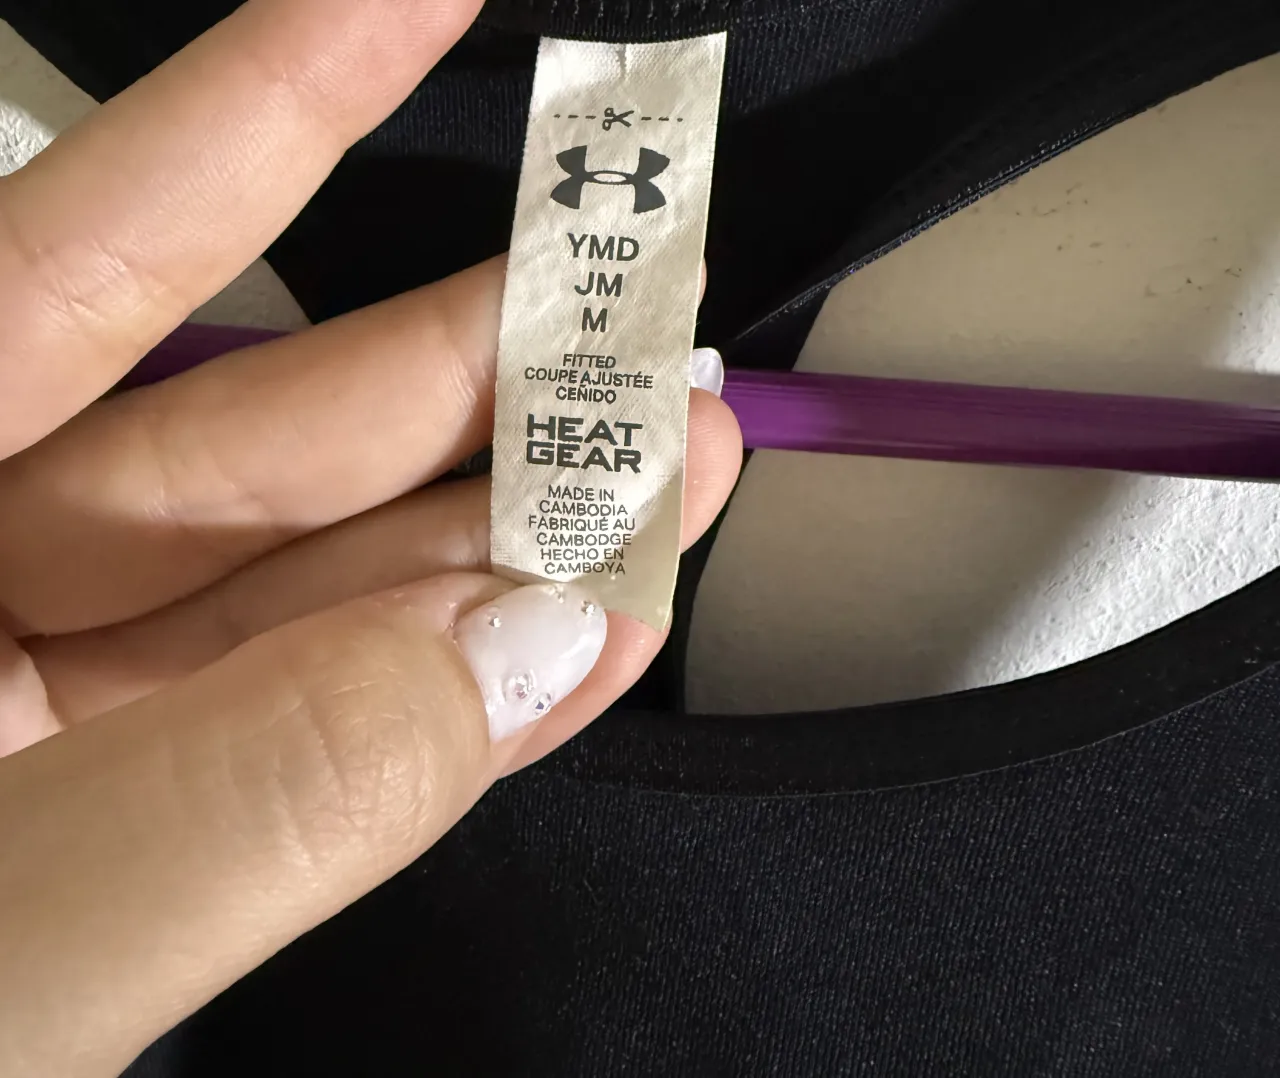 YMD
JM
M
FITTED
COUPE AJUSTÉE
CEÑIDO
HEAT
GEAR
MADE IN
CAMBODIA
FABRIQUÉ AU
CAMBODGE
HECHO EN
CAMBOYA